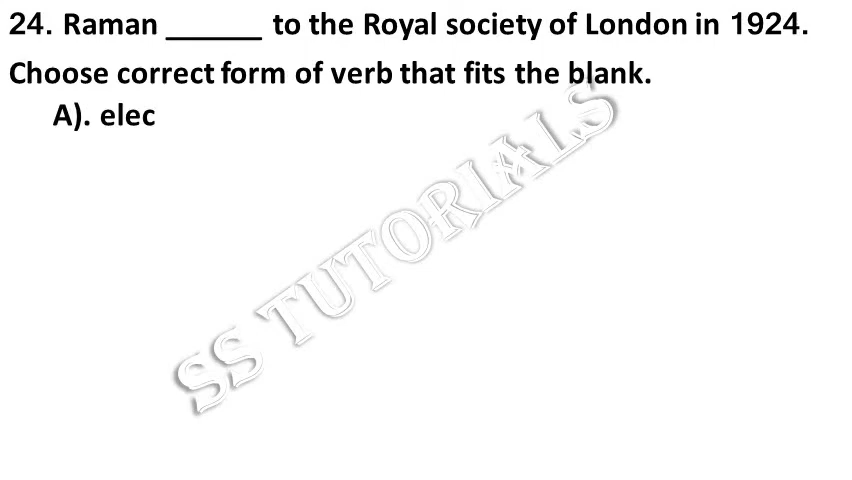 24. Raman ______ to the Royal society of London in 1924.
Choose correct form of verb that fits the blank.
A). elec
SS TUTORIALS